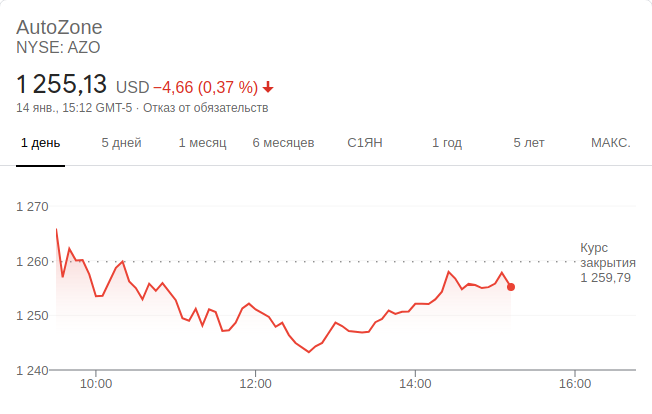 AutoZone
NYSE: AZO
1 255,13 USD −4,66 (0,37 %)
14 янв., 15:12 GMT-5 · Отказ от обязательств
1 день 5 дней 1 месяц 6 месяцев С1ЯН 1 год 5 лет МАКС.
1 270
1 260
1 250
1 240
Курс
закрытия
1 259,79
10:00 12:00 14:00 16:00